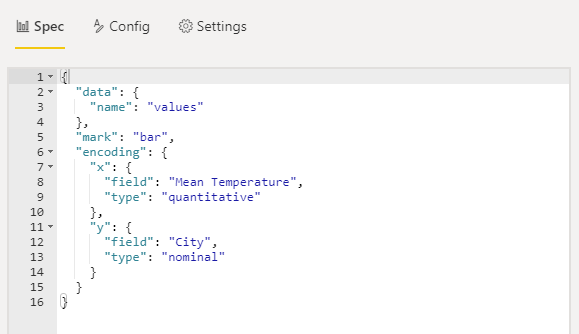 Spec Config Settings
1 {
2 "data": {
3 "name": "values"
4 },
5 "mark": "bar",
6 "encoding": {
7 "x": {
8 "field": "Mean Temperature",
9 "type": "quantitative"
10 },
11 "y": {
12 "field": "City",
13 "type": "nominal"
14 }
15 }
16 }